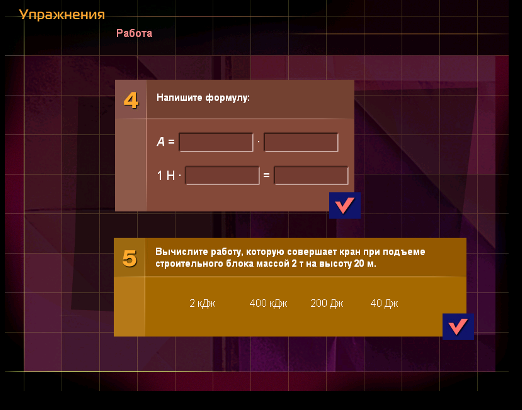 Упражнения
Работа
4
Напишите формулу:
A = ·
1 Н · =
5
Вычислите работу, которую совершает кран при подъеме
строительного блока массой 2 т на высоту 20 м.
2 кДж 400 кДж 200 Дж 40 Дж